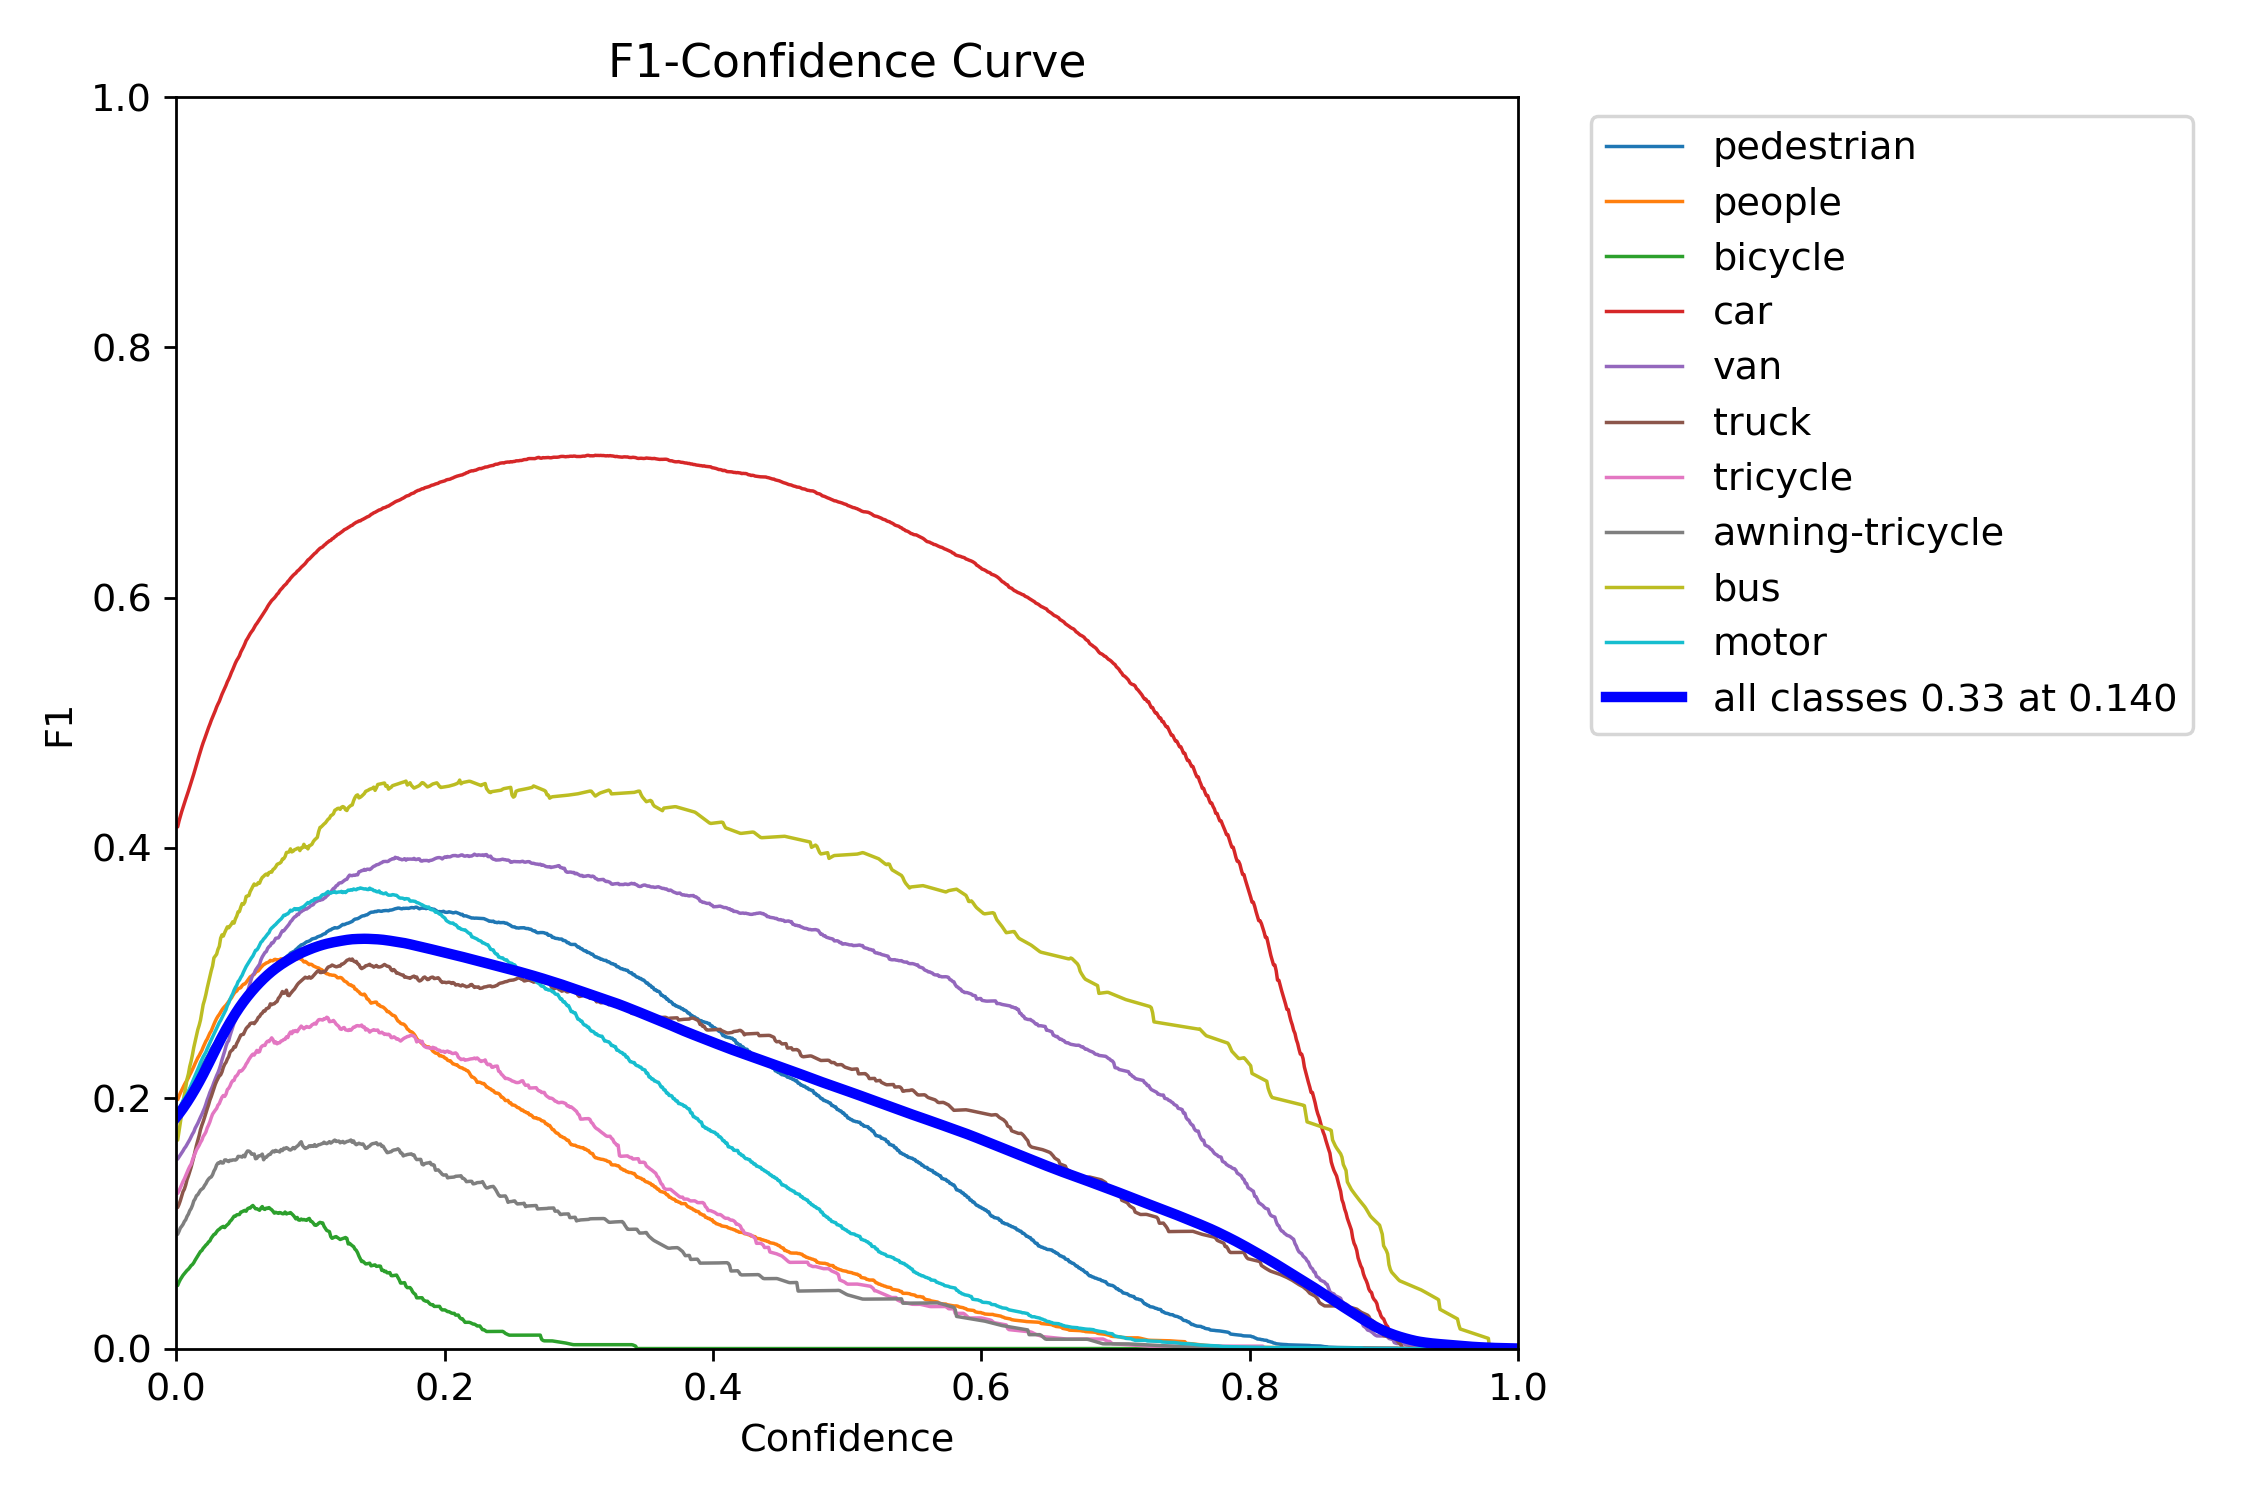 F1-Confidence Curve
1.0
0.8
0.6
0.4
0.2
0.0
F1
0.0 0.2 0.4 0.6 0.8 1.0
Confidence
pedestrian
people
bicycle
car
van
truck
tricycle
awning-tricycle
bus
motor
all classes 0.33 at 0.140